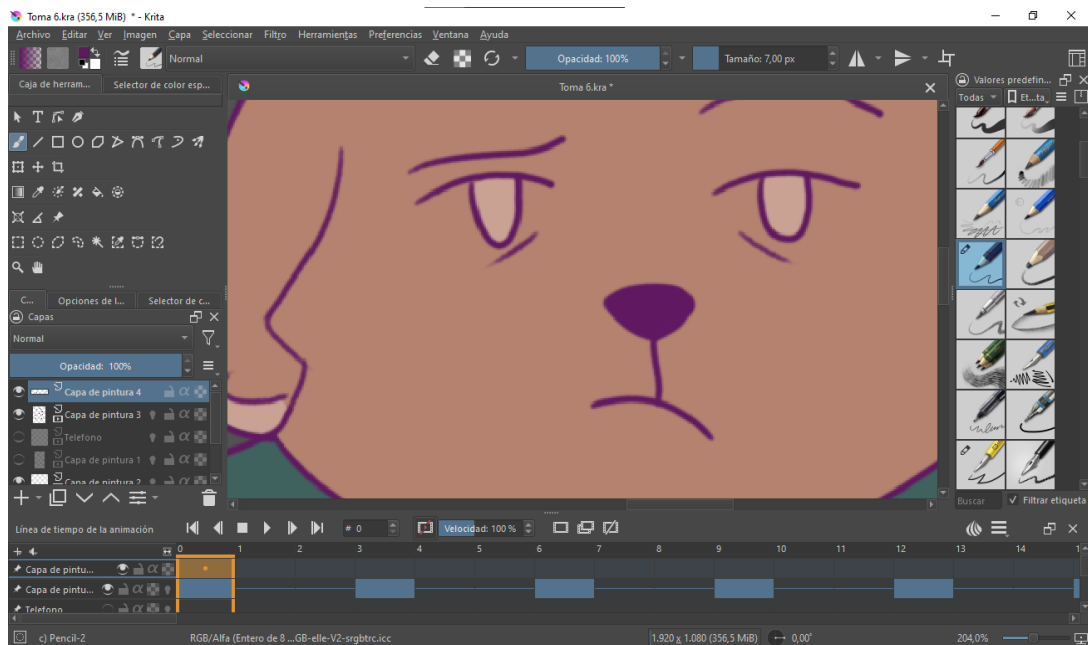 Toma 6.kra (356,5 MiB) * - Krita
Archivo Editar Ver Imagen Capa Seleccionar Filtro Herramientas Preferencias Ventana Ayuda
Normal Opacidad: 100% Tamaño: 7,00 px
Caja de herram... Selector de color esp... Toma 6.kra * Valores predefin...
Todas Et...ta
C... Opciones de l... Selector de c...
Capas
Normal
Opacidad: 100%
Capa de pintura 4
Capa de pintura 3
Telefono
Capa de pintura 1
Capa de pintura 2
Buscar Filtrar etiqueta
Línea de tiempo de la animación # 0 Velocidad: 100 %
0 1 2 3 4 5 6 7 8 9 10 11 12 13 14
Capa de pintu...
Capa de pintu...
Telefono
c) Pencil-2 RGB/Alfa (Entero de 8 ...GB-elle-V2-srgbtrc.icc 1.920 x 1.080 (356,5 MiB) 0,00° 204,0%